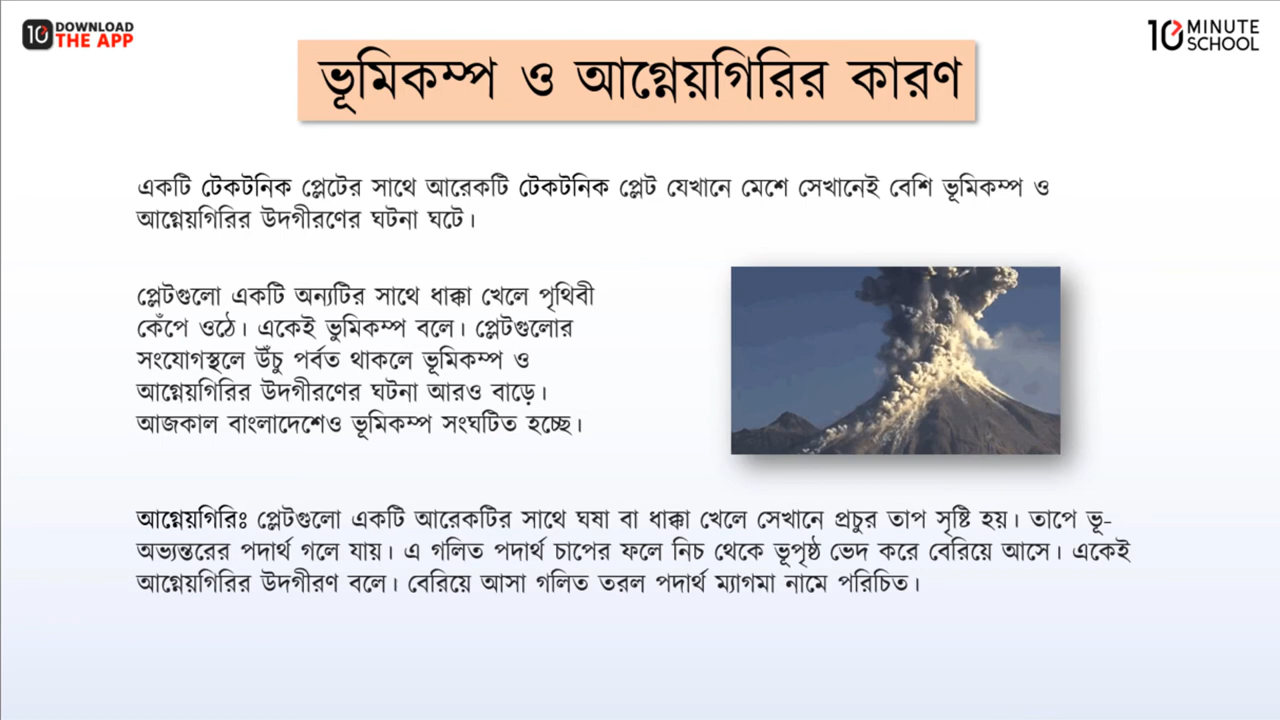 DOWNLOAD
THE APP
10 MINUTE
SCHOOL
ভূমিকম্প ও আগ্নেয়গিরির কারণ
একটি টেকটনিক প্লেটের সাথে আরেকটি টেকটনিক প্লেট যেখানে মেশে সেখানেই বেশি ভূমিকম্প ও
আগ্নেয়গিরির উদগীরণের ঘটনা ঘটে।
প্লেটগুলো একটি অন্যটির সাথে ধাক্কা খেলে পৃথিবী
কেঁপে ওঠে। একেই ভুমিকম্প বলে। প্লেটগুলোর
সংযোগস্থলে উঁচু পর্বত থাকলে ভূমিকম্প ও
আগ্নেয়গিরির উদগীরণের ঘটনা আরও বাড়ে।
আজকাল বাংলাদেশেও ভূমিকম্প সংঘটিত হচ্ছে।
আগ্নেয়গিরিঃ প্লেটগুলো একটি আরেকটির সাথে ঘষা বা ধাক্কা খেলে সেখানে প্রচুর তাপ সৃষ্টি হয়। তাপে ভূ-
অভ্যন্তরের পদার্থ গলে যায়। এ গলিত পদার্থ চাপের ফলে নিচ থেকে ভূপৃষ্ঠ ভেদ করে বেরিয়ে আসে। একেই
আগ্নেয়গিরির উদগীরণ বলে। বেরিয়ে আসা গলিত তরল পদার্থ ম্যাগমা নামে পরিচিত।